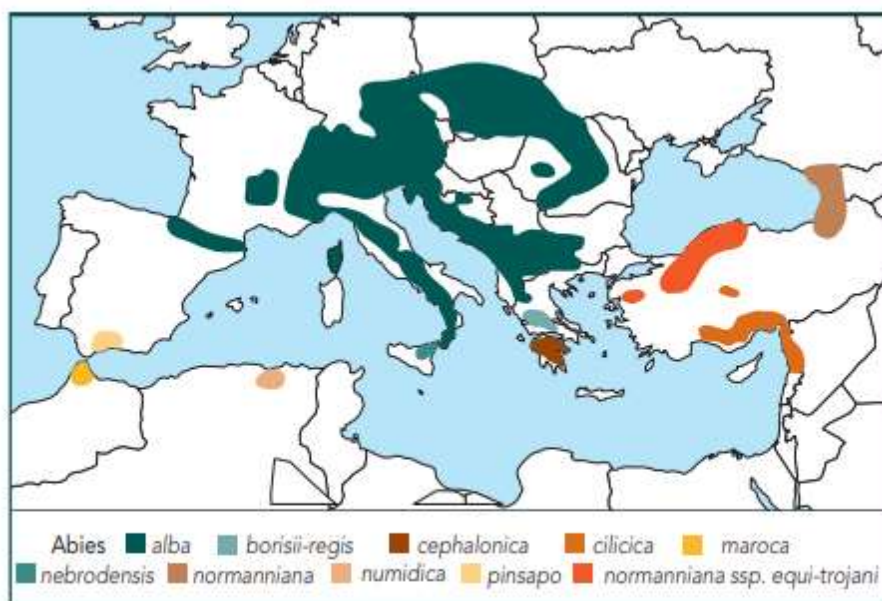 Abies alba borisii-regis cephalonica cilicica maroca
nebrodensis normanniana numidica pinsapo normanniana ssp. equi-trojani